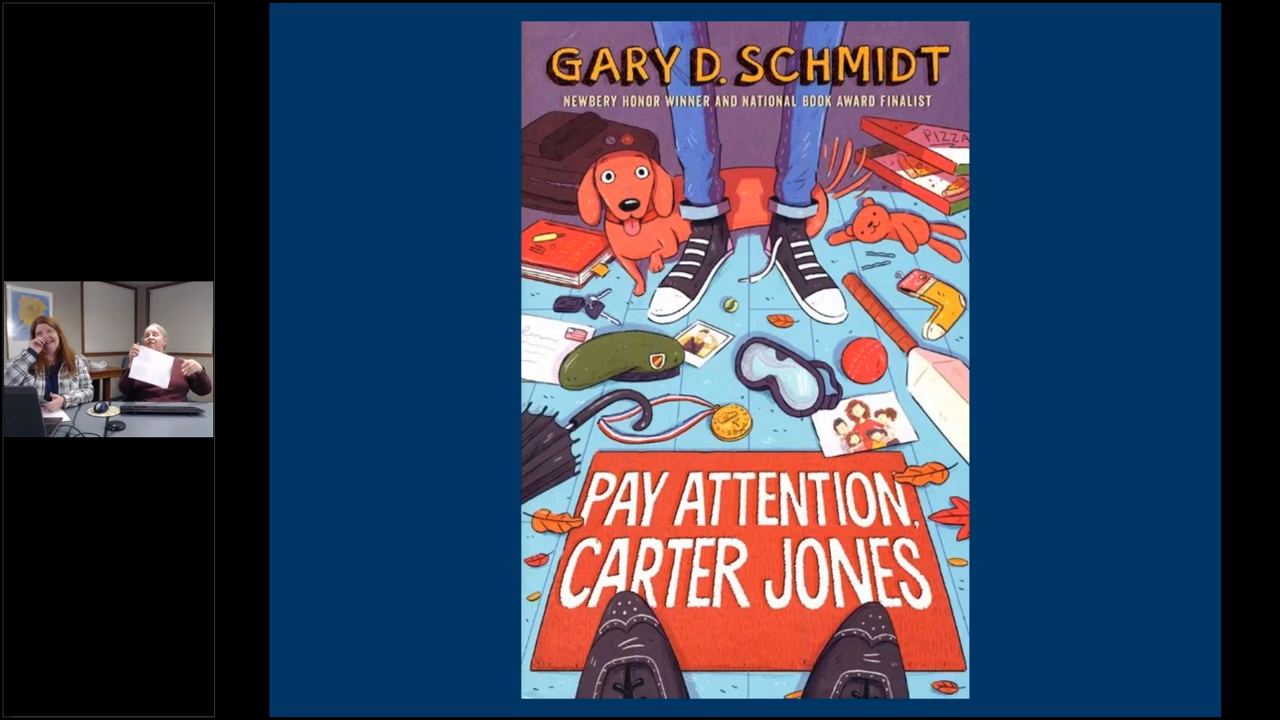 GARY D. SCHMIDT
NEWBERY HONOR WINNER AND NATIONAL BOOK AWARD FINALIST
PIZZA
PAY ATTENTION,
CARTER JONES